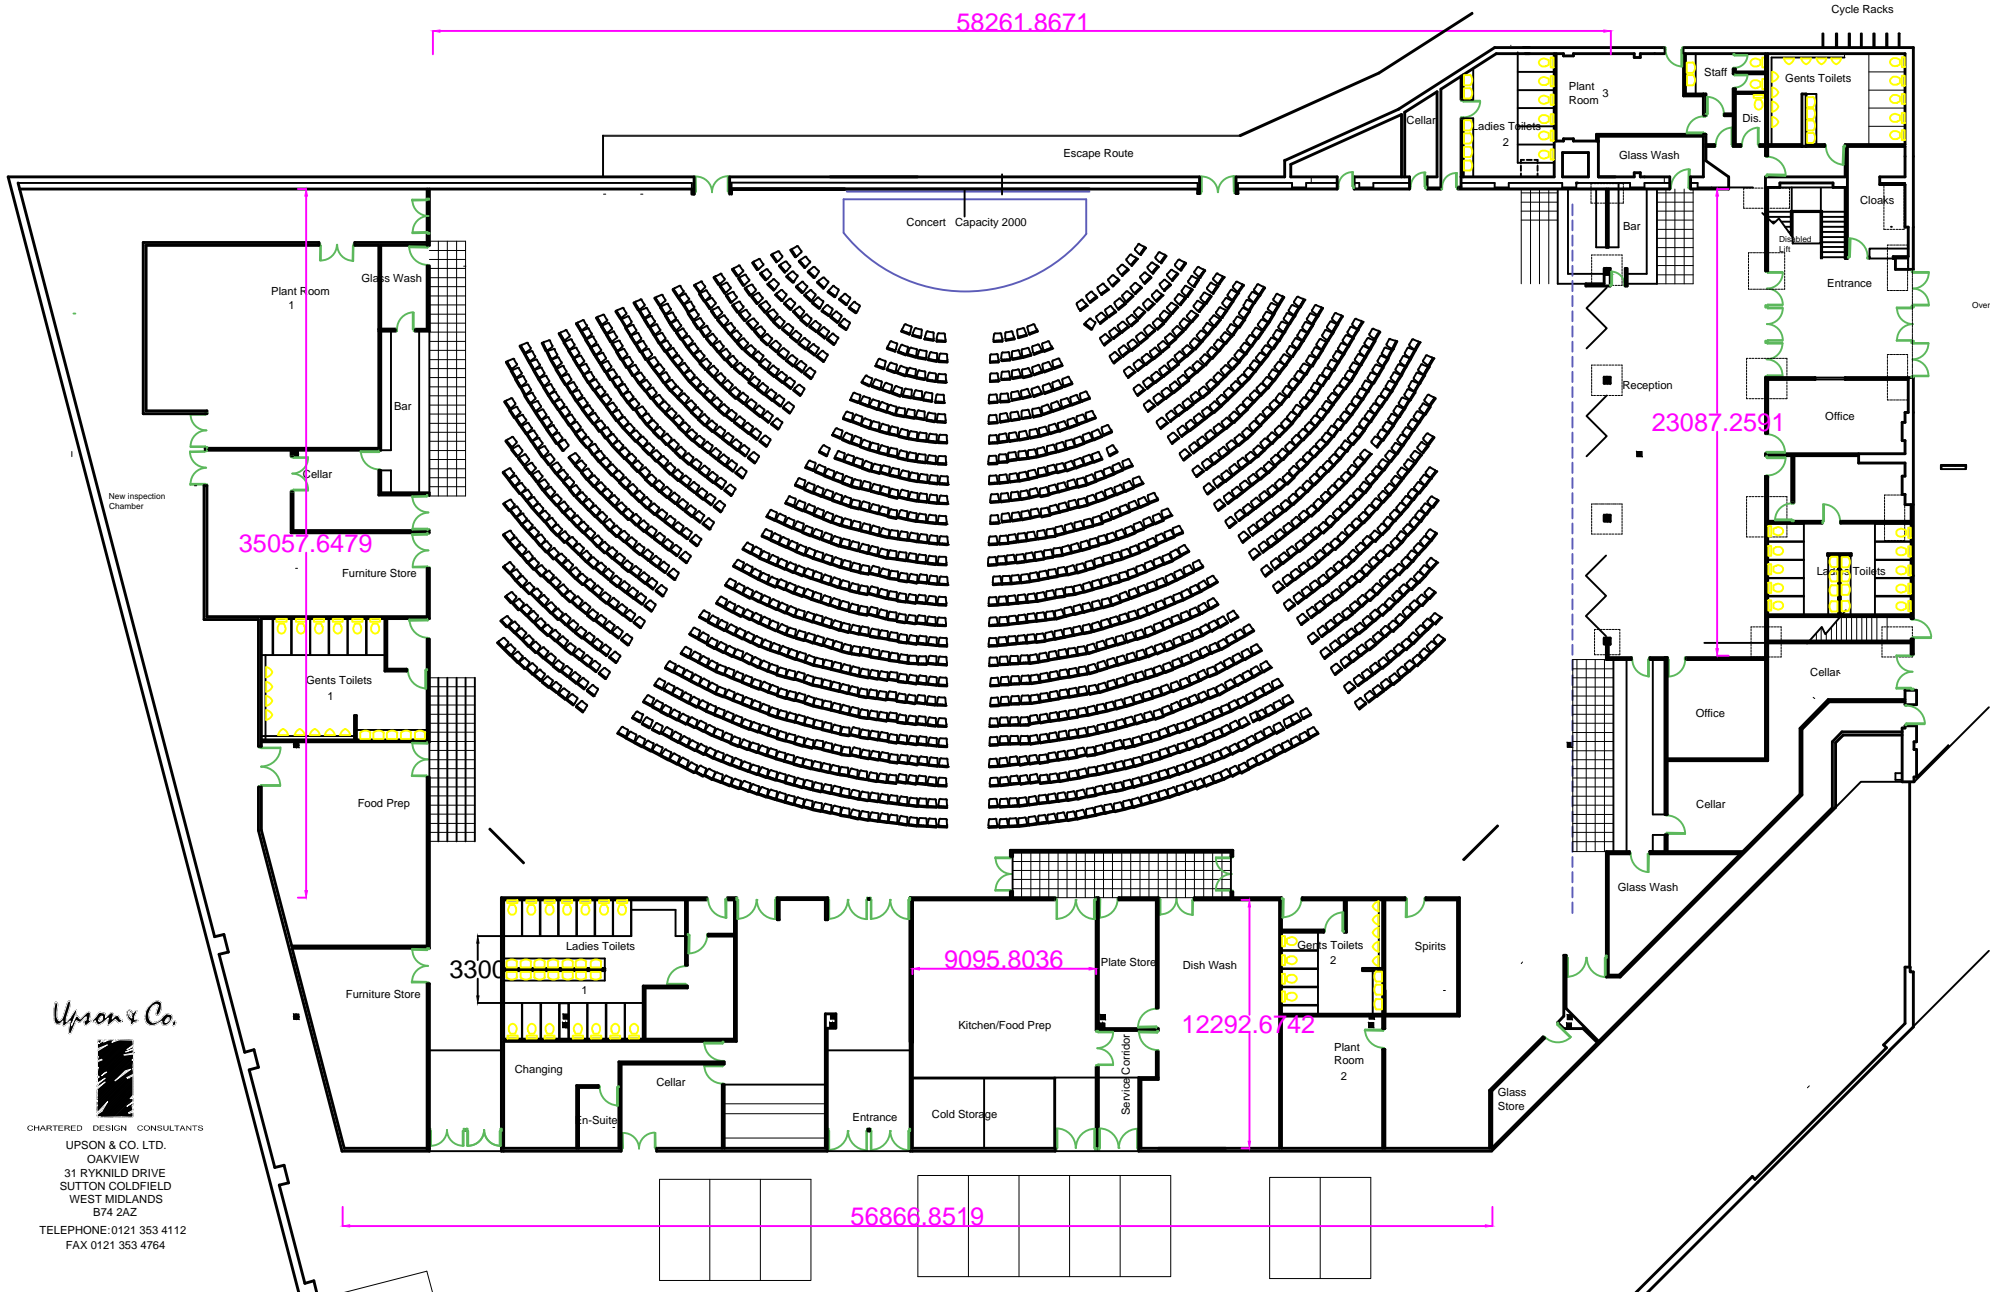 58261.8671
Cycle Racks
Staff
Gents Toilets
Plant
Room 3
Cellar
Ladies Toilets
2
Dis.
Escape Route
Glass Wash
Cloaks
Concert Capacity 2000
Bar
Disabled
Lift
Glass Wash
Plant Room
1
Entrance
Over
Reception
Bar
Office
23087.2591
Cellar
New inspection
Chamber
35057.6479
Furniture Store
Ladies Toilets
Gents Toilets
1
Cellar
Office
Food Prep
Cellar
Glass Wash
Ladies Toilets
1
3300
9095.8036
Plate Store
Dish Wash
Gents Toilets
2
Spirits
Furniture Store
Kitchen/Food Prep
12292.6742
Service Corridor
Plant
Room
2
Changing
Cellar
En-Suite
Entrance
Cold Storage
Glass
Store
Upson & Co.
CHARTERED DESIGN CONSULTANTS
UPSON & CO. LTD.
OAKVIEW
31 RYKNILD DRIVE
SUTTON COLDFIELD
WEST MIDLANDS
B74 2AZ
TELEPHONE:0121 353 4112
FAX 0121 353 4764
56866.8519